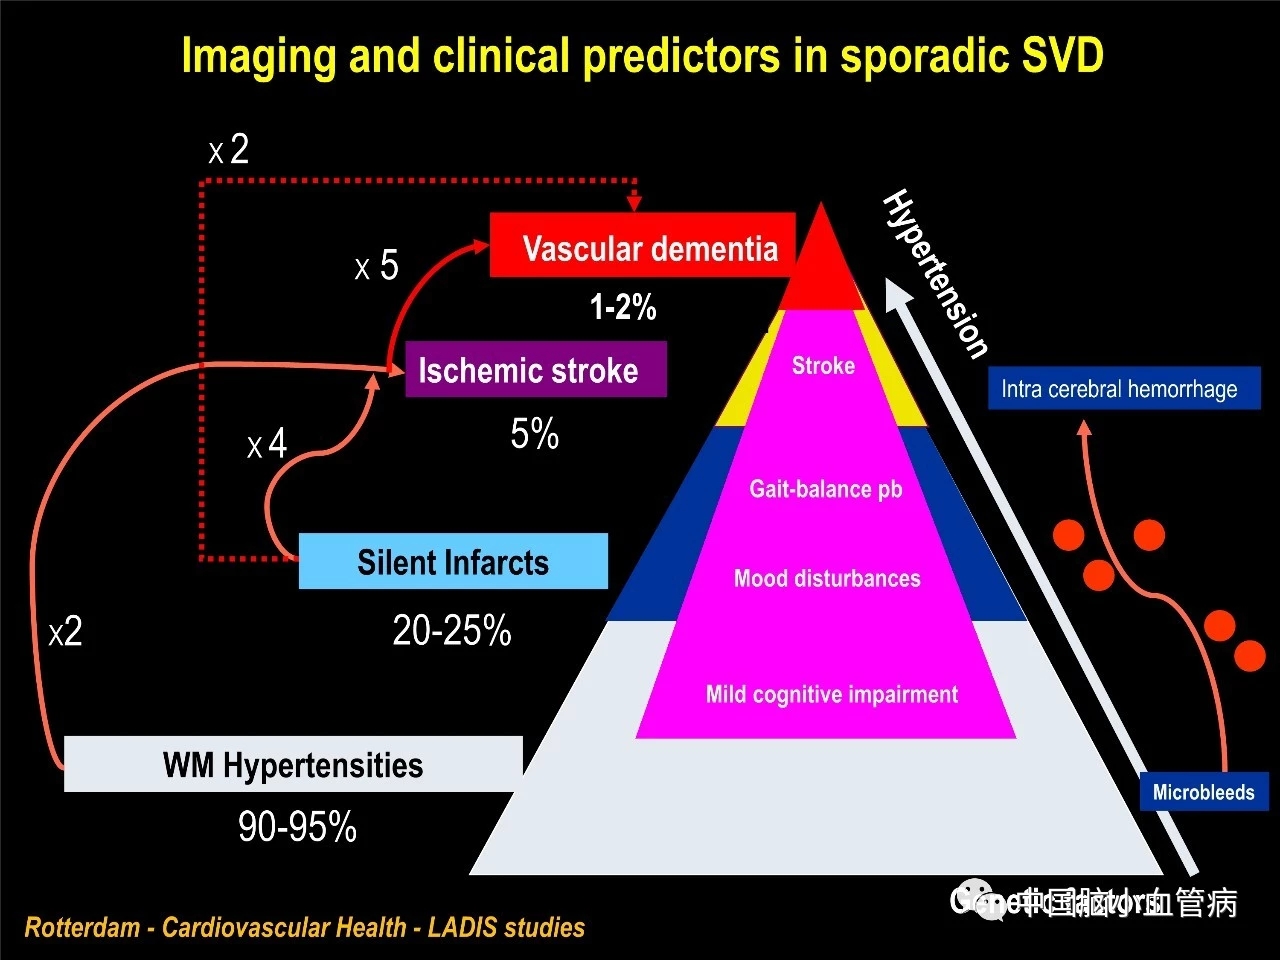 Imaging and clinical predictors in sporadic SVD
x 2
Hypertension
Vascular dementia
x 5
1-2%
Ischemic stroke
Stroke
Intra cerebral hemorrhage
x 4
5%
Gait-balance pb
Silent Infarcts
Mood disturbances
20-25%
x2
Mild cognitive impairment
WM Hypertensities
Microbleeds
90-95%
Genetic factors
中国脑小血管病
Rotterdam - Cardiovascular Health - LADIS studies